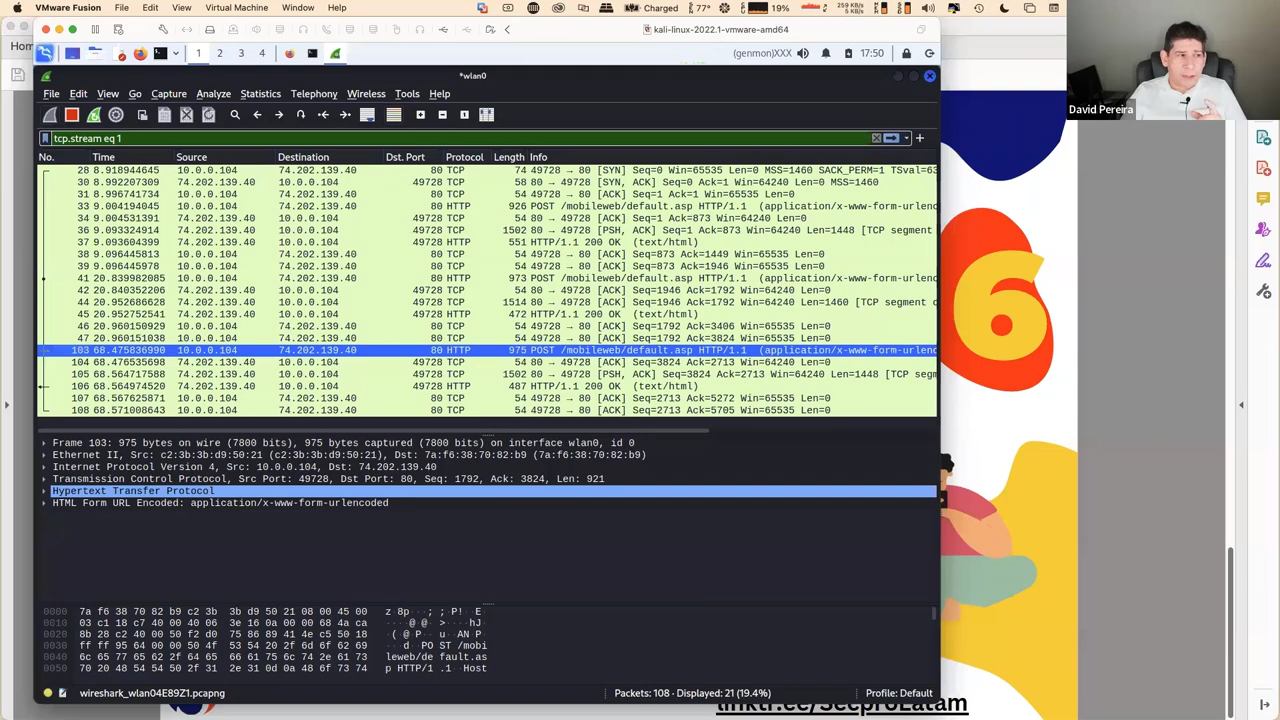 VMware Fusion File Edit View Virtual Machine Window Help Charged 77° 19% 259 KB/s 5 KB/s
kali-linux-2022.1-vmware-amd64
1 2 3 4 (genmon)XXX 17:50
*wlan0
File Edit View Go Capture Analyze Statistics Telephony Wireless Tools Help
tcp.stream eq 1
No. Time Source Destination Dst. Port Protocol Length Info
28 8.918944645 10.0.0.104 74.202.139.40 80 TCP 74 49728 → 80 [SYN] Seq=0 Win=65535 Len=0 MSS=1460 SACK_PERM=1 TSval=63
30 8.992207309 74.202.139.40 10.0.0.104 49728 TCP 58 80 → 49728 [SYN, ACK] Seq=0 Ack=1 Win=64240 Len=0 MSS=1460
31 8.996741734 10.0.0.104 74.202.139.40 80 TCP 54 49728 → 80 [ACK] Seq=1 Ack=1 Win=65535 Len=0
33 9.004194045 10.0.0.104 74.202.139.40 80 HTTP 926 POST /mobileweb/default.asp HTTP/1.1 (application/x-www-form-urlenc
34 9.004531391 74.202.139.40 10.0.0.104 49728 TCP 54 80 → 49728 [ACK] Seq=1 Ack=873 Win=64240 Len=0
36 9.093324914 74.202.139.40 10.0.0.104 49728 TCP 1502 80 → 49728 [PSH, ACK] Seq=1 Ack=873 Win=64240 Len=1448 [TCP segment
37 9.093604399 74.202.139.40 10.0.0.104 49728 HTTP 551 HTTP/1.1 200 OK (text/html)
38 9.096445813 10.0.0.104 74.202.139.40 80 TCP 54 49728 → 80 [ACK] Seq=873 Ack=1449 Win=65535 Len=0
39 9.096445978 10.0.0.104 74.202.139.40 80 TCP 54 49728 → 80 [ACK] Seq=873 Ack=1946 Win=65535 Len=0
41 20.839982085 10.0.0.104 74.202.139.40 80 HTTP 973 POST /mobileweb/default.asp HTTP/1.1 (application/x-www-form-urlenc
42 20.840352206 74.202.139.40 10.0.0.104 49728 TCP 54 80 → 49728 [ACK] Seq=1946 Ack=1792 Win=64240 Len=0
44 20.952686628 74.202.139.40 10.0.0.104 49728 TCP 1514 80 → 49728 [ACK] Seq=1946 Ack=1792 Win=64240 Len=1460 [TCP segment o
45 20.952752541 74.202.139.40 10.0.0.104 49728 HTTP 472 HTTP/1.1 200 OK (text/html)
46 20.960150929 10.0.0.104 74.202.139.40 80 TCP 54 49728 → 80 [ACK] Seq=1792 Ack=3406 Win=65535 Len=0
47 20.960151038 10.0.0.104 74.202.139.40 80 TCP 54 49728 → 80 [ACK] Seq=1792 Ack=3824 Win=65535 Len=0
103 68.475836990 10.0.0.104 74.202.139.40 80 HTTP 975 POST /mobileweb/default.asp HTTP/1.1 (application/x-www-form-urlenc
104 68.476535698 74.202.139.40 10.0.0.104 49728 TCP 54 80 → 49728 [ACK] Seq=3824 Ack=2713 Win=64240 Len=0
105 68.564717588 74.202.139.40 10.0.0.104 49728 TCP 1502 80 → 49728 [PSH, ACK] Seq=3824 Ack=2713 Win=64240 Len=1448 [TCP segm
106 68.564974520 74.202.139.40 10.0.0.104 49728 HTTP 487 HTTP/1.1 200 OK (text/html)
107 68.567625871 10.0.0.104 74.202.139.40 80 TCP 54 49728 → 80 [ACK] Seq=2713 Ack=5272 Win=65535 Len=0
108 68.571008643 10.0.0.104 74.202.139.40 80 TCP 54 49728 → 80 [ACK] Seq=2713 Ack=5705 Win=65535 Len=0
Frame 103: 975 bytes on wire (7800 bits), 975 bytes captured (7800 bits) on interface wlan0, id 0
Ethernet II, Src: c2:3b:3b:d9:50:21 (c2:3b:3b:d9:50:21), Dst: 7a:f6:38:70:82:b9 (7a:f6:38:70:82:b9)
Internet Protocol Version 4, Src: 10.0.0.104, Dst: 74.202.139.40
Transmission Control Protocol, Src Port: 49728, Dst Port: 80, Seq: 1792, Ack: 3824, Len: 921
Hypertext Transfer Protocol
HTML Form URL Encoded: application/x-www-form-urlencoded
0000 7a f6 38 70 82 b9 c2 3b 3b d9 50 21 08 00 45 00 z·8p···; ;·P!··E·
0010 03 c1 18 c7 40 00 40 06 3e 16 0a 00 00 68 4a ca ····@·@· >····hJ·
0020 8b 28 c2 40 00 50 f2 d0 75 86 89 41 4e c5 50 18 ·(·@·P·· u··AN·P·
0030 ff ff 95 64 00 00 50 4f 53 54 20 2f 6d 6f 62 69 ···d··PO ST /mobi
0040 6c 65 77 65 62 2f 64 65 66 61 75 6c 74 2e 61 73 leweb/de fault.as
0050 70 20 48 54 54 50 2f 31 2e 31 0d 0a 48 6f 73 74 p HTTP/1 .1··Host
wireshark_wlan04E89Z1.pcapng Packets: 108 · Displayed: 21 (19.4%) Profile: Default
David Pereira
6
linktr.ee/SecproLatam